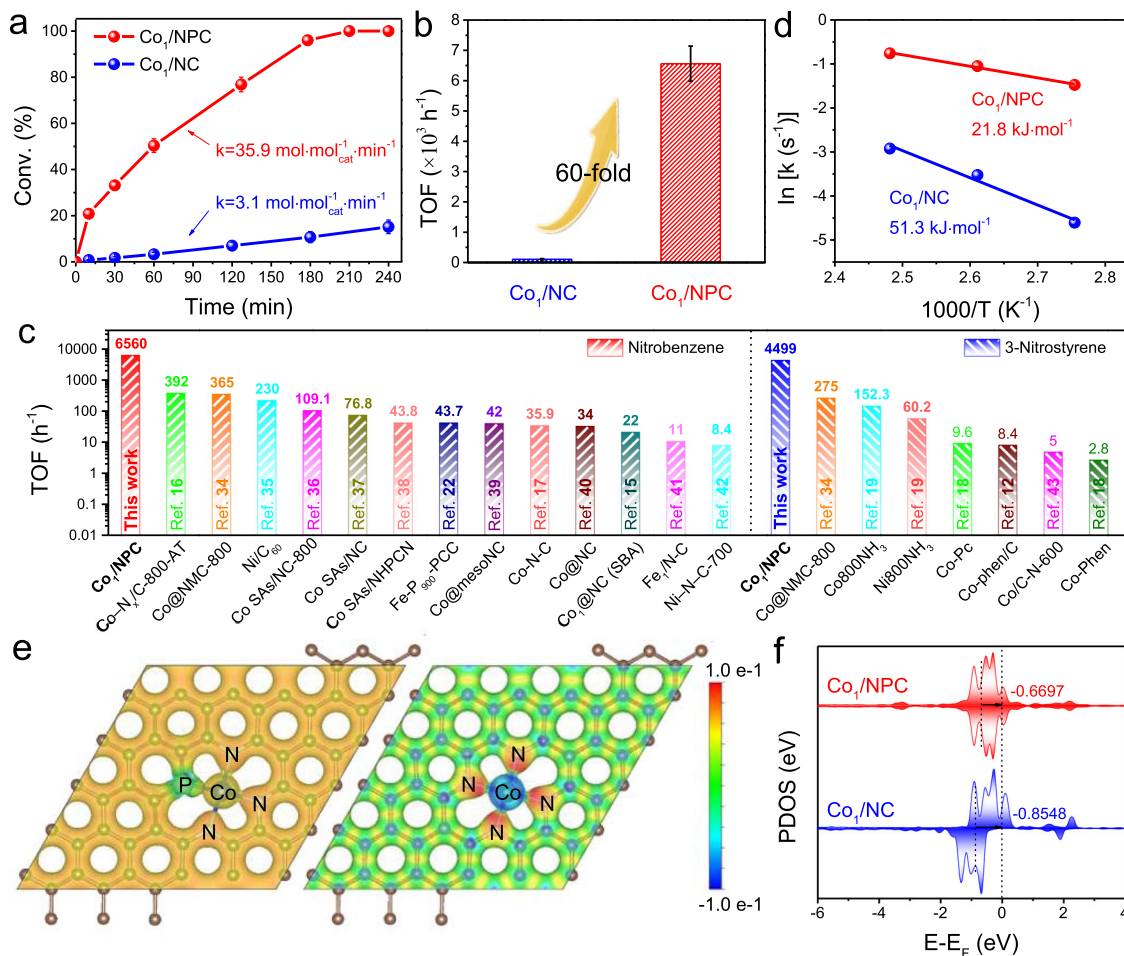 a
Co₁/NPC
Co₁/NC
Conv. (%)
100
80
60
40
20
0
k=35.9 mol·mol⁻¹cat·min⁻¹
k=3.1 mol·mol⁻¹cat·min⁻¹
0 30 60 90 120 150 180 210 240
Time (min)
b
TOF (×10³ h⁻¹)
8
7
6
5
4
3
2
1
0
60-fold
Co₁/NC Co₁/NPC
d
ln [k (s⁻¹)]
0
-1
-2
-3
-4
-5
Co₁/NPC
21.8 kJ·mol⁻¹
Co₁/NC
51.3 kJ·mol⁻¹
2.4 2.5 2.6 2.7 2.8
1000/T (K⁻¹)
c
TOF (h⁻¹)
10000
1000
100
10
1
0.1
0.01
Nitrobenzene
3-Nitrostyrene
6560 392 365 230 109.1 76.8 43.8 43.7 42 35.9 34 22 11 8.4 4499 275 152.3 60.2 9.6 8.4 5 2.8
This work Ref. 16 Ref. 34 Ref. 35 Ref. 36 Ref. 37 Ref. 38 Ref. 22 Ref. 39 Ref. 17 Ref. 40 Ref. 15 Ref. 41 Ref. 42 This work Ref. 34 Ref. 19 Ref. 19 Ref. 18 Ref. 12 Ref. 43 Ref. 18
Co₁/NPC
Co–Nₓ/C-800-AT
Co@NMC-800
Ni/C₆₀
Co SAs/NC-800
Co SAs/NC
Co SAs/NHPCN
Fe-P₉₀₀-PCC
Co@mesoNC
Co-N-C
Co@NC
Co₁@NC (SBA)
Fe₁/N-C
Ni–N–C-700
Co₁/NPC
Co@NMC-800
Co800NH₃
Ni800NH₃
Co-Pc
Co-phen/C
Co/C-N-600
Co-Phen
e
P
Co
N
N
N
N
N
Co
N
N
1.0 e-1
-1.0 e-1
f
PDOS (eV)
Co₁/NPC
-0.6697
Co₁/NC
-0.8548
-6 -4 -2 0 2 4
E-E_F (eV)